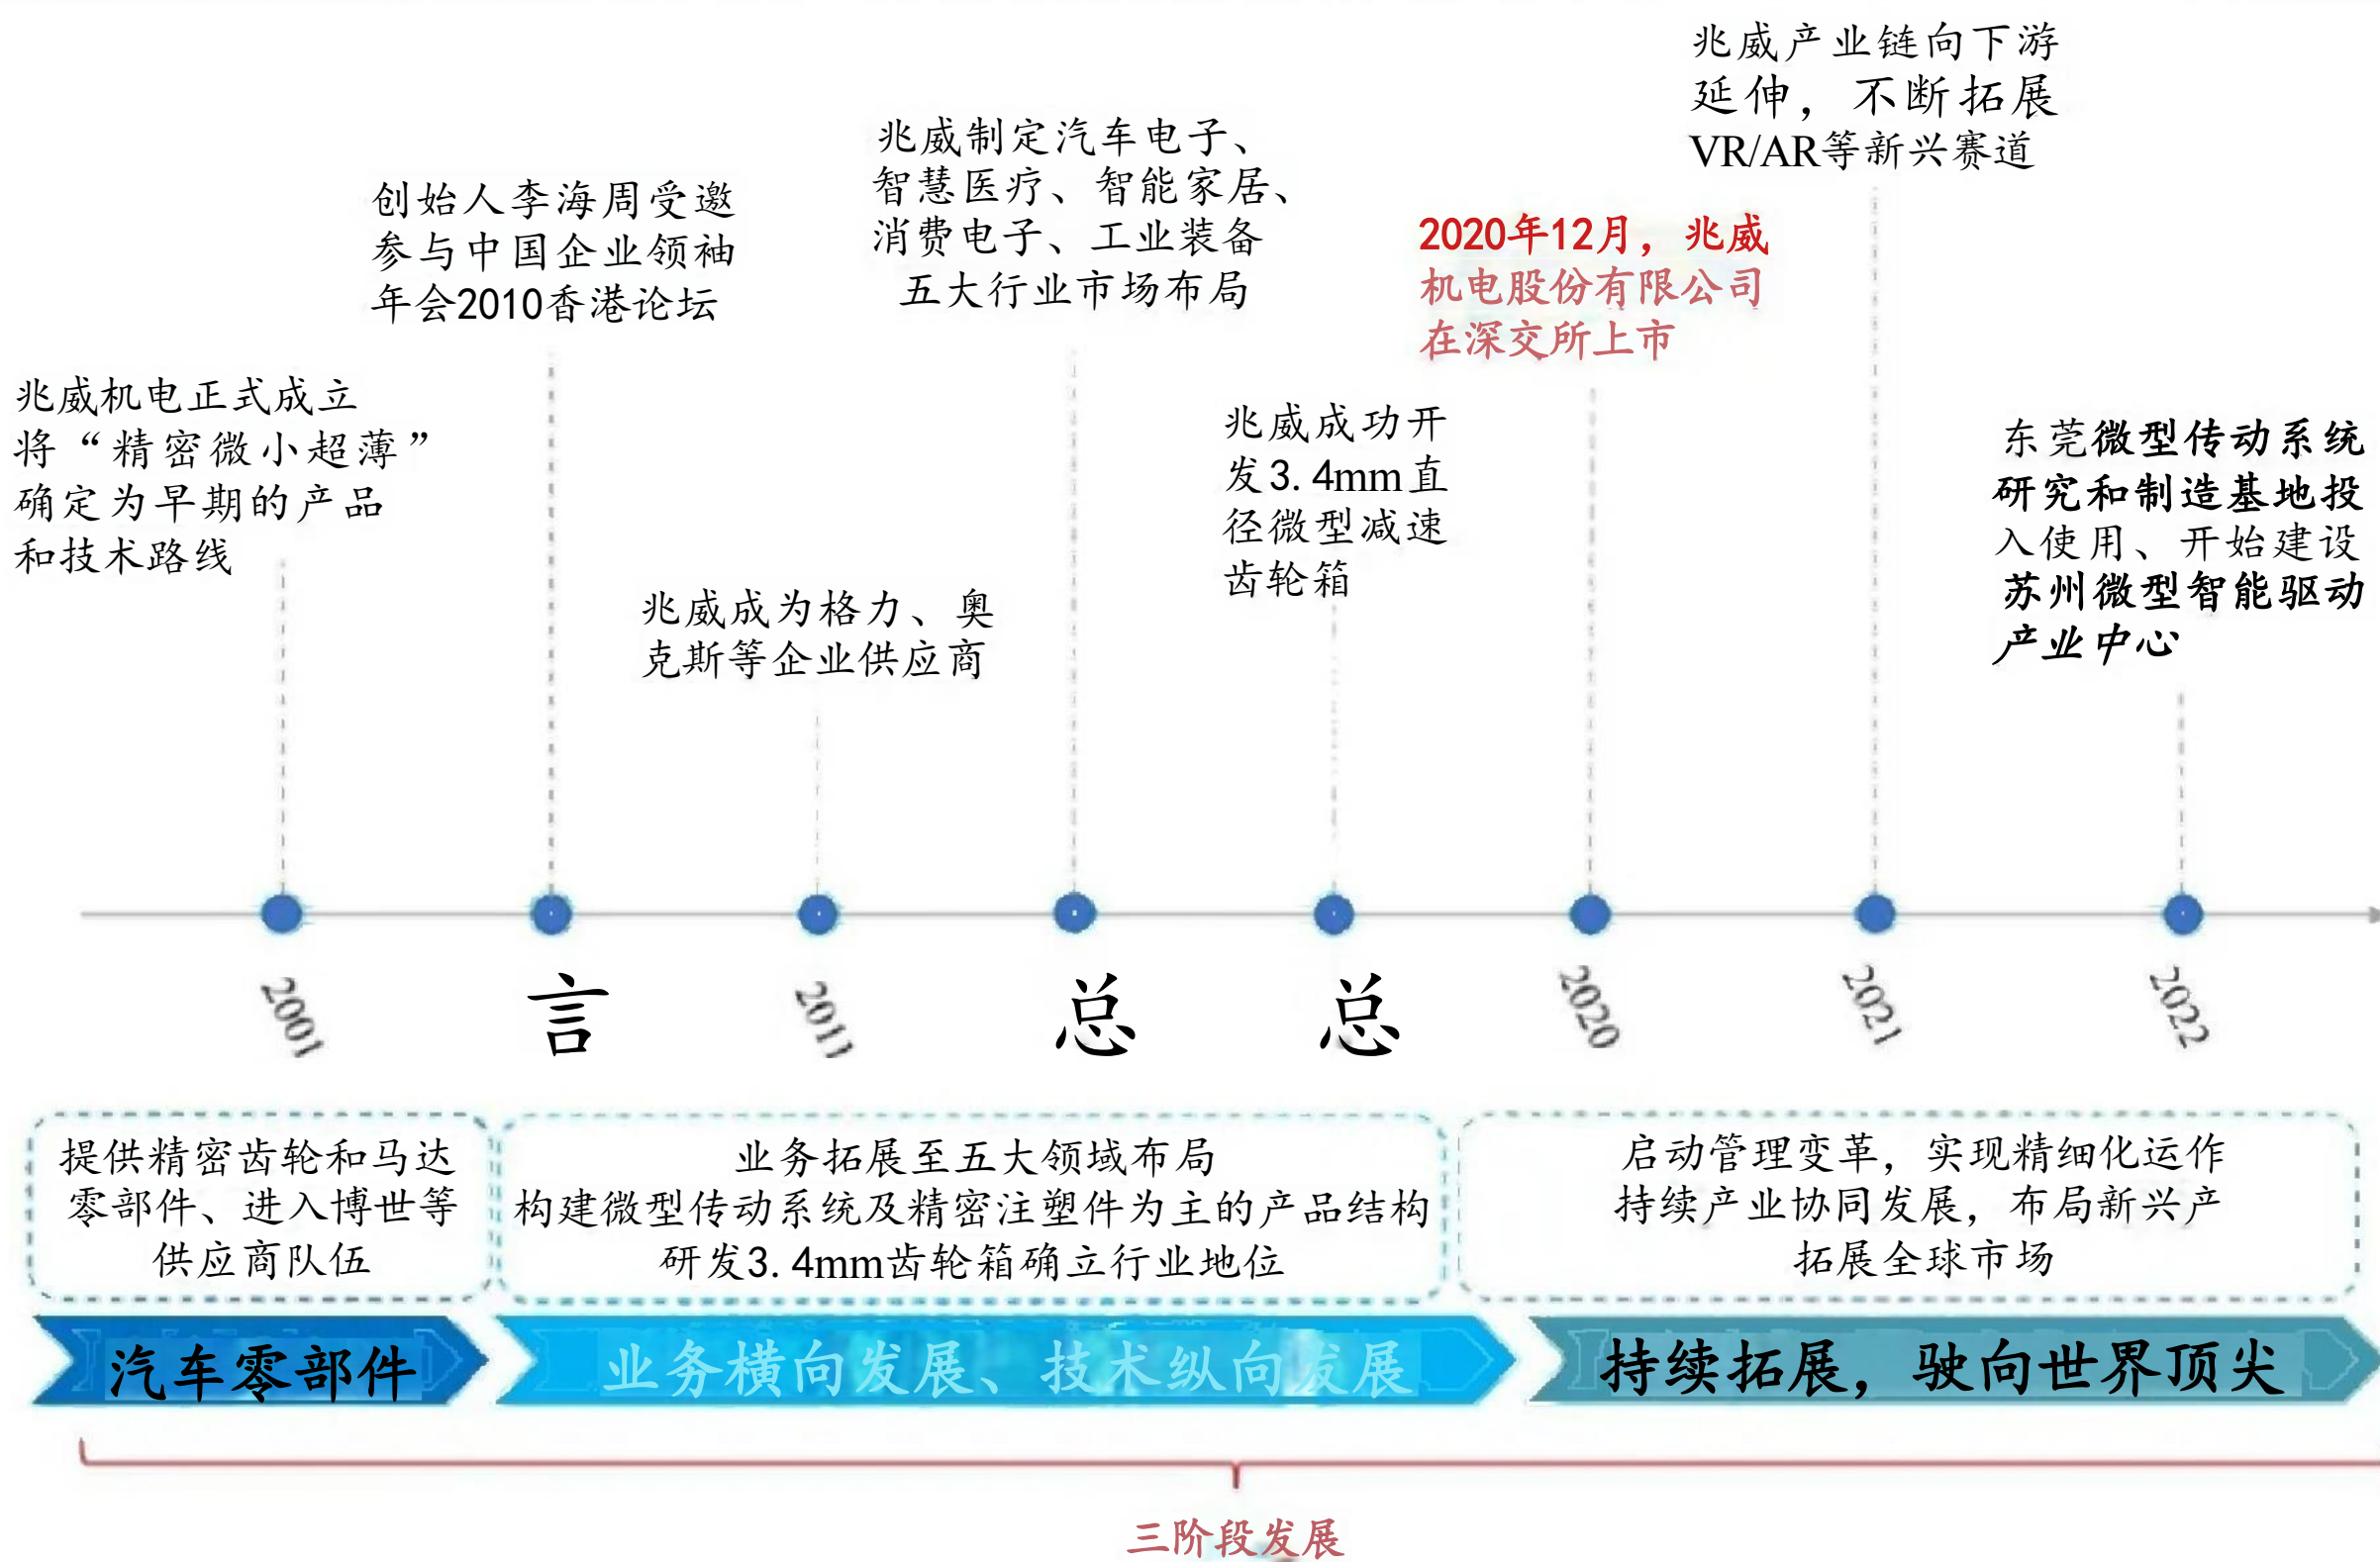 兆威产业链向下游
延伸，不断拓展
VR/AR等新兴赛道
兆威制定汽车电子、
智慧医疗、智能家居、
消费电子、工业装备
五大行业市场布局
创始人李海周受邀
参与中国企业领袖
年会2010香港论坛
2020年12月，兆威
机电股份有限公司
在深交所上市
兆威机电正式成立
将“精密微小超薄”
确定为早期的产品
和技术路线
兆威成功开
发3.4mm直
径微型减速
齿轮箱
东莞微型传动系统
研究和制造基地投
入使用、开始建设
苏州微型智能驱动
产业中心
兆威成为格力、奥
克斯等企业供应商
2001
言
2011
总
总
2020
2021
2022
提供精密齿轮和马达
零部件、进入博世等
供应商队伍
业务拓展至五大领域布局
构建微型传动系统及精密注塑件为主的产品结构
研发3.4mm齿轮箱确立行业地位
启动管理变革，实现精细化运作
持续产业协同发展，布局新兴产
拓展全球市场
汽车零部件
业务横向发展、技术纵向发展
持续拓展，驶向世界顶尖
三阶段发展